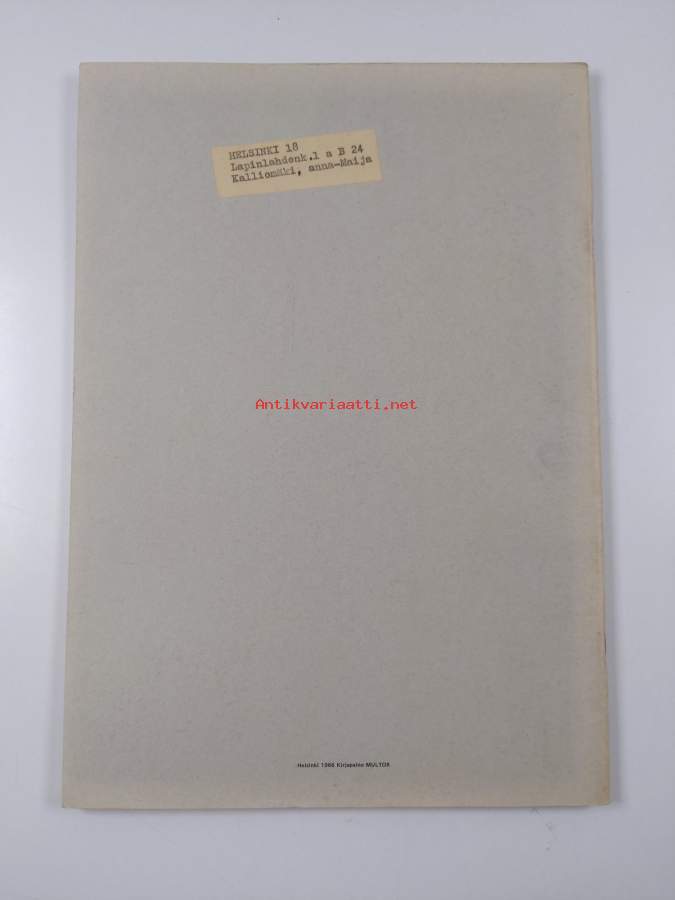 HELSINKI 18
Lapinlahdenk.1 a B 24
Kalliomäki, anna-Maija
Antikvariaatti.net
Helsinki 1966 Kirjapaino MULTOR